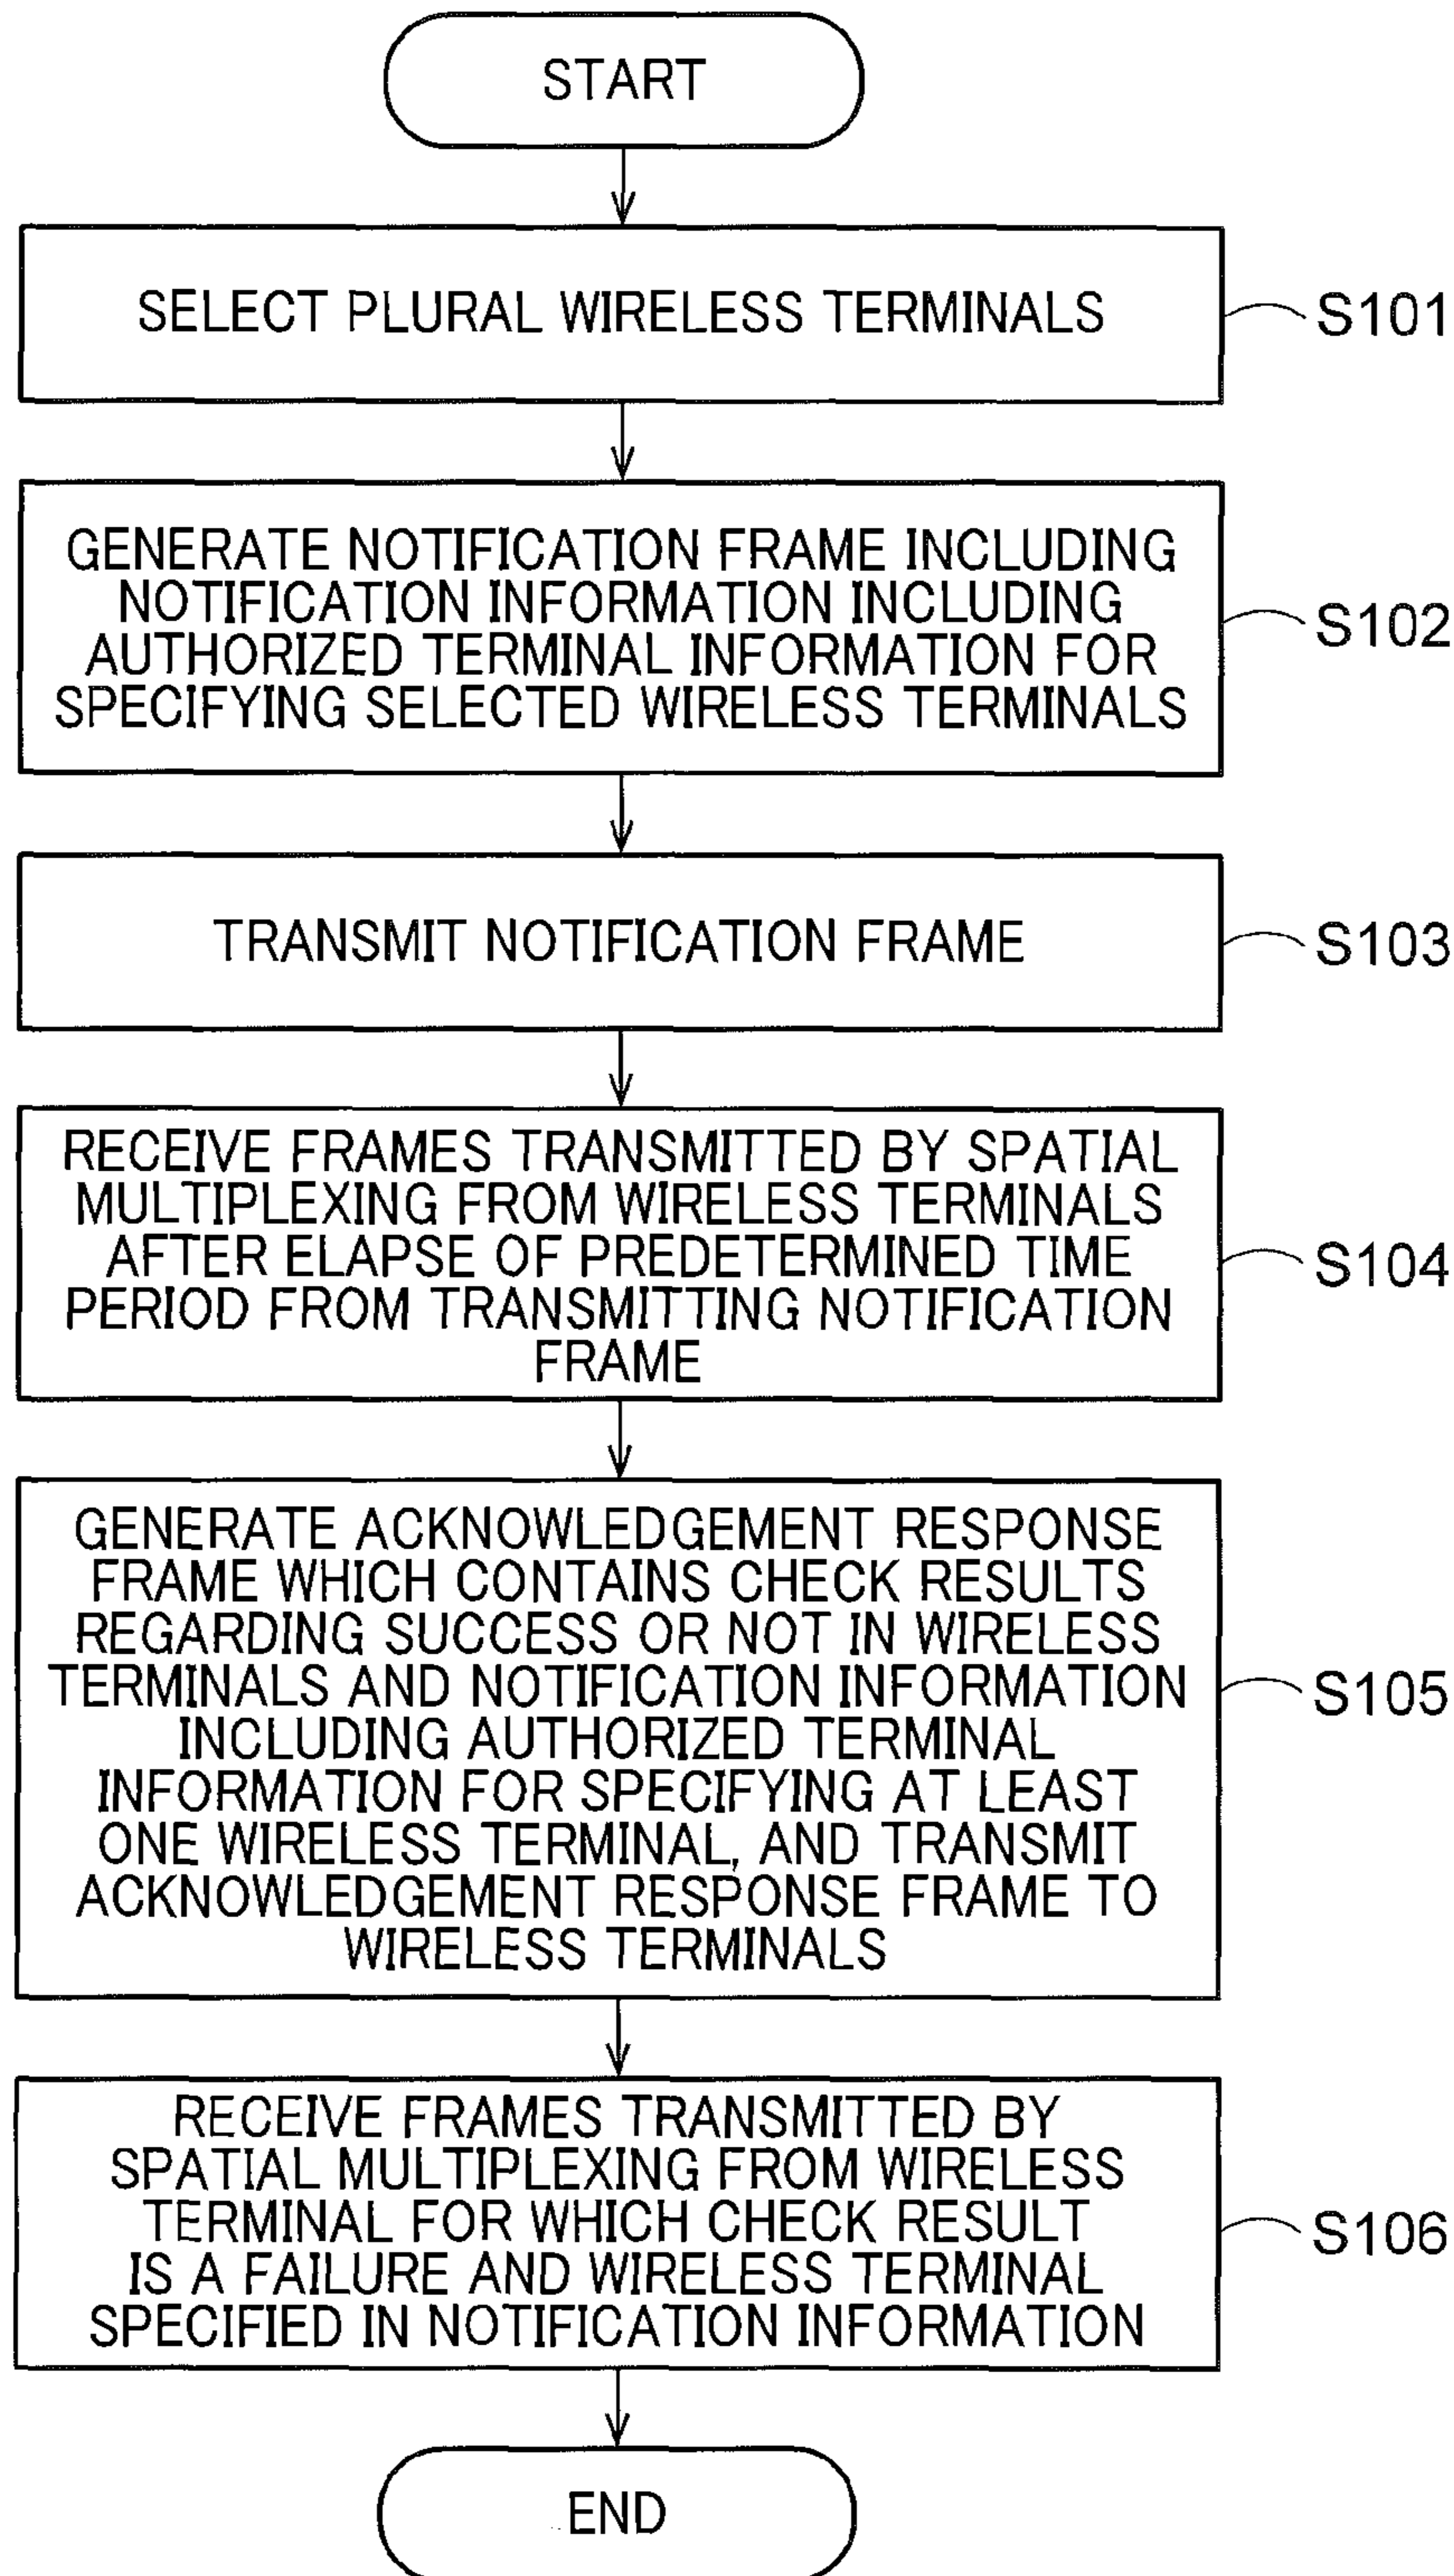 START
SELECT PLURAL WIRELESS TERMINALS
S101
GENERATE NOTIFICATION FRAME INCLUDING
NOTIFICATION INFORMATION INCLUDING
AUTHORIZED TERMINAL INFORMATION FOR
SPECIFYING SELECTED WIRELESS TERMINALS
S102
TRANSMIT NOTIFICATION FRAME
S103
RECEIVE FRAMES TRANSMITTED BY SPATIAL
MULTIPLEXING FROM WIRELESS TERMINALS
AFTER ELAPSE OF PREDETERMINED TIME
PERIOD FROM TRANSMITTING NOTIFICATION
FRAME
S104
GENERATE ACKNOWLEDGEMENT RESPONSE
FRAME WHICH CONTAINS CHECK RESULTS
REGARDING SUCCESS OR NOT IN WIRELESS
TERMINALS AND NOTIFICATION INFORMATION
INCLUDING AUTHORIZED TERMINAL
INFORMATION FOR SPECIFYING AT LEAST
ONE WIRELESS TERMINAL, AND TRANSMIT
ACKNOWLEDGEMENT RESPONSE FRAME TO
WIRELESS TERMINALS
S105
RECEIVE FRAMES TRANSMITTED BY
SPATIAL MULTIPLEXING FROM WIRELESS
TERMINAL FOR WHICH CHECK RESULT
IS A FAILURE AND WIRELESS TERMINAL
SPECIFIED IN NOTIFICATION INFORMATION
S106
END